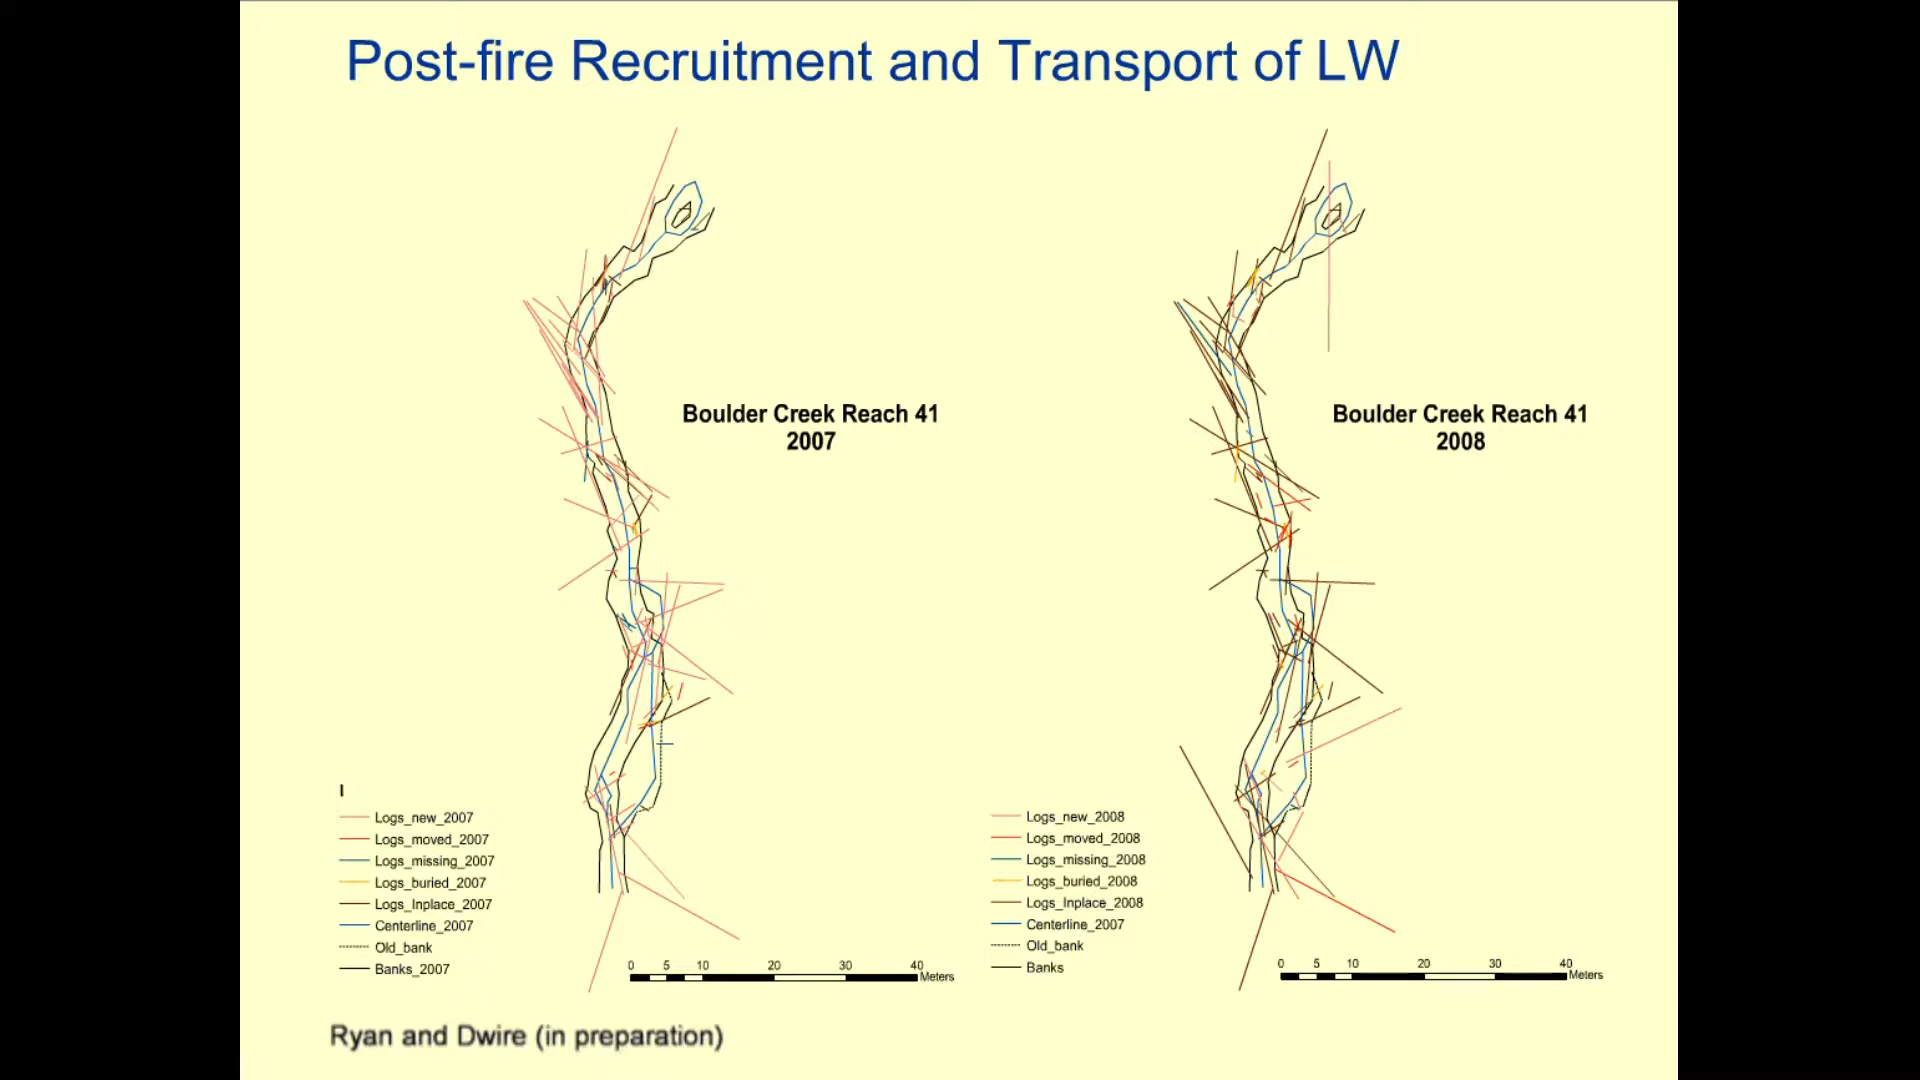 Post-fire Recruitment and Transport of LW
Boulder Creek Reach 41
2007
Logs_new_2007
Logs_moved_2007
Logs_missing_2007
Logs_buried_2007
Logs_Inplace_2007
Centerline_2007
Old_bank
Banks_2007
0 5 10 20 30 40
Meters
Boulder Creek Reach 41
2008
Logs_new_2008
Logs_moved_2008
Logs_missing_2008
Logs_buried_2008
Logs_Inplace_2008
Centerline_2007
Old_bank
Banks
0 5 10 20 30 40
Meters
Ryan and Dwire (in preparation)